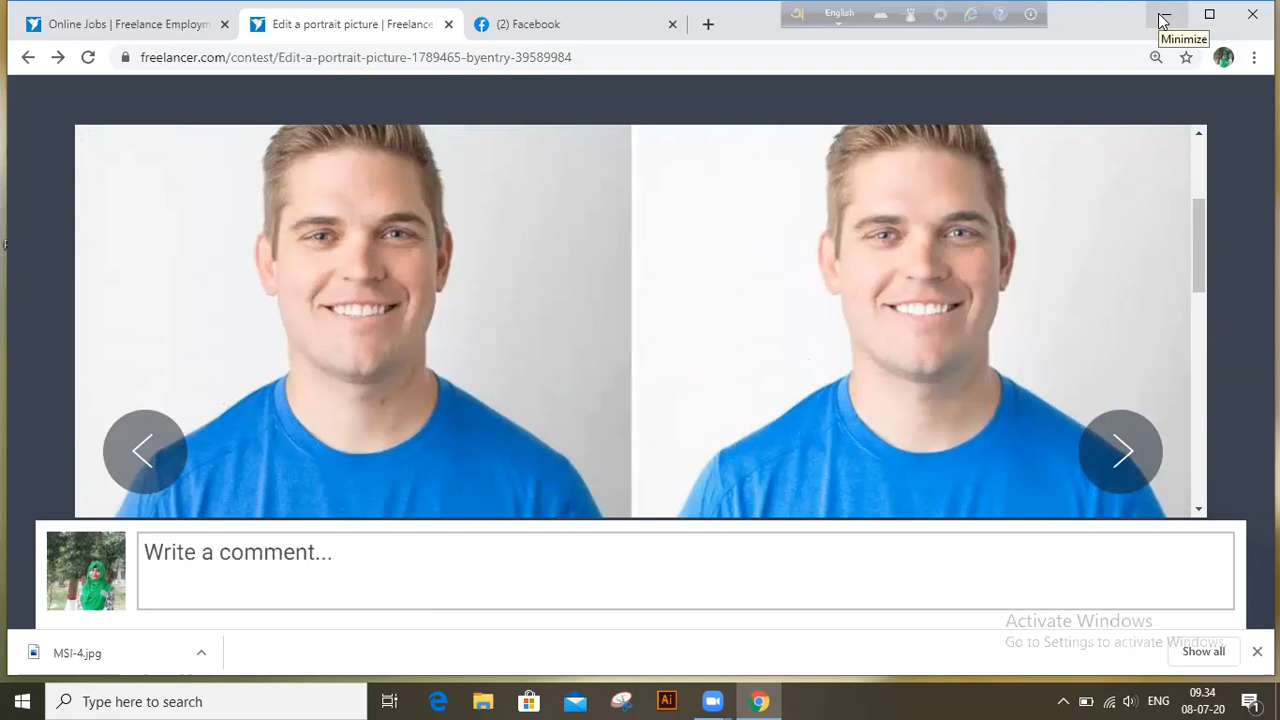 Online Jobs | Freelance Employm
Edit a portrait picture | Freelance
(2) Facebook
English
Minimize
freelancer.com/contest/Edit-a-portrait-picture-1789465-byentry-39589984
Write a comment...
Activate Windows
Go to Settings to activate Windows.
MSI-4.jpg
Show all
Type here to search
Ai
ENG
09.34
08-07-20
1